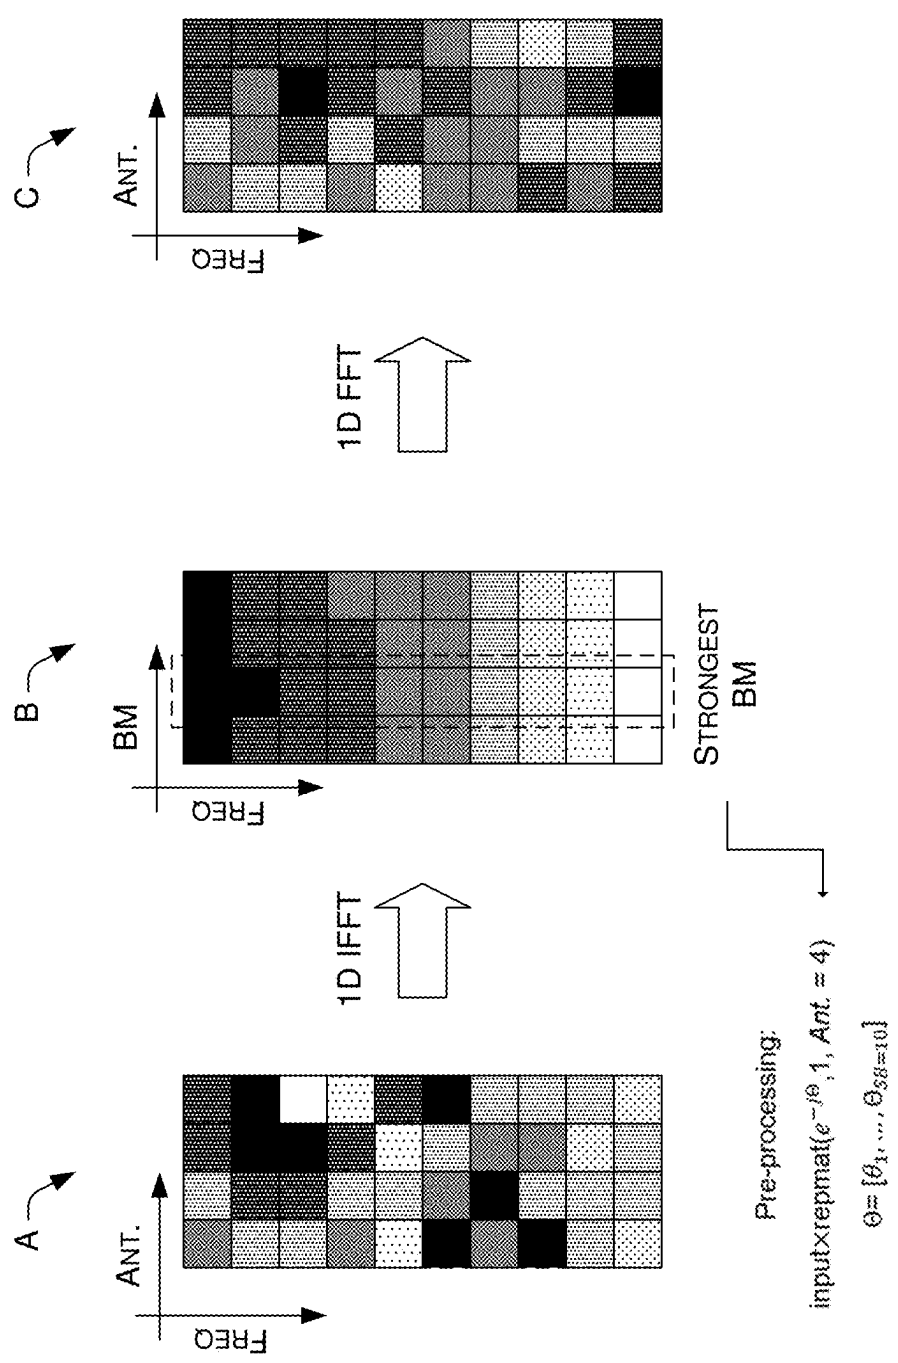 A
ANT.
FREQ
1D IFFT
B
BM
FREQ
STRONGEST
BM
1D FFT
C
ANT.
FREQ
Pre-processing:
input×repmat(e^{-jΘ},1, Ant. = 4)
Θ= [θ₁, ..., Θ_{SB=10}]